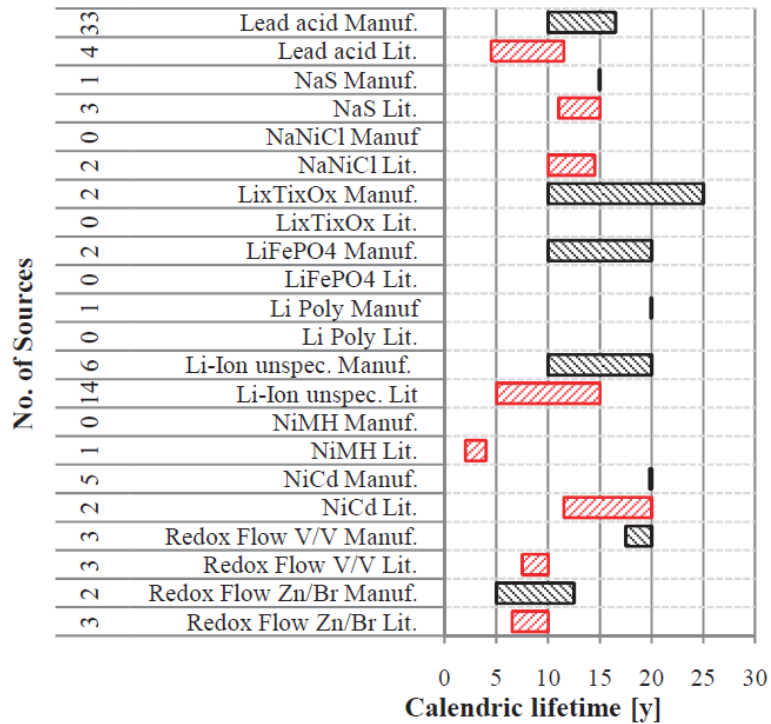 No. of Sources
33 Lead acid Manuf.
4 Lead acid Lit.
1 NaS Manuf.
3 NaS Lit.
0 NaNiCl Manuf
2 NaNiCl Lit.
2 LixTixOx Manuf.
0 LixTixOx Lit.
2 LiFePO4 Manuf.
0 LiFePO4 Lit.
1 Li Poly Manuf
0 Li Poly Lit.
6 Li-Ion unspec. Manuf.
14 Li-Ion unspec. Lit
0 NiMH Manuf.
1 NiMH Lit.
5 NiCd Manuf.
2 NiCd Lit.
3 Redox Flow V/V Manuf.
3 Redox Flow V/V Lit.
2 Redox Flow Zn/Br Manuf.
3 Redox Flow Zn/Br Lit.
0 5 10 15 20 25 30
Calendric lifetime [y]